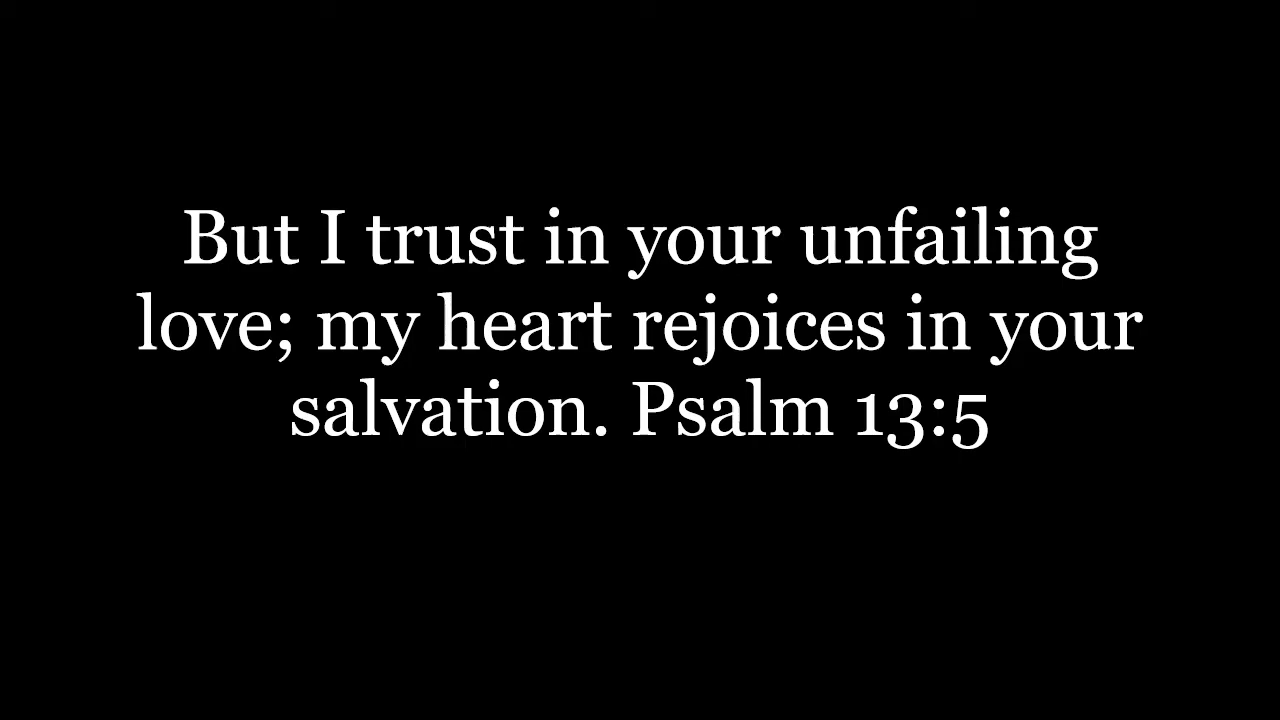 But I trust in your unfailing
love; my heart rejoices in your
salvation. Psalm 13:5